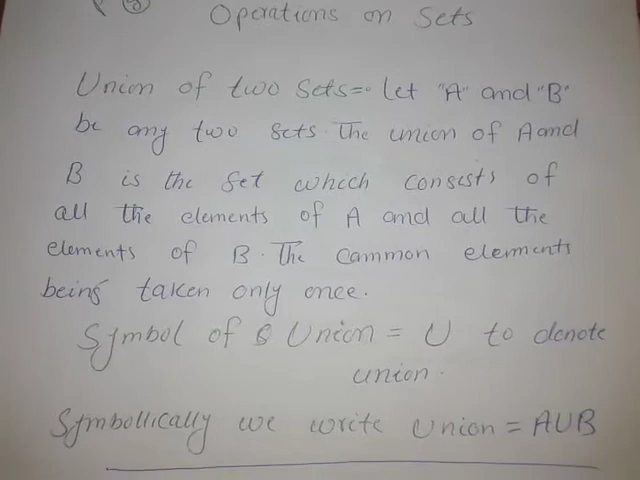 Operations on Sets
Union of two Sets=. Let "A" and "B"
be any two sets. The union of A and
B is the set which consists of
all the elements of A and all the
elements of B. The Common elements
being taken only once.
Symbol of Union = U to denote
union.
Symbollically we write Union = AUB